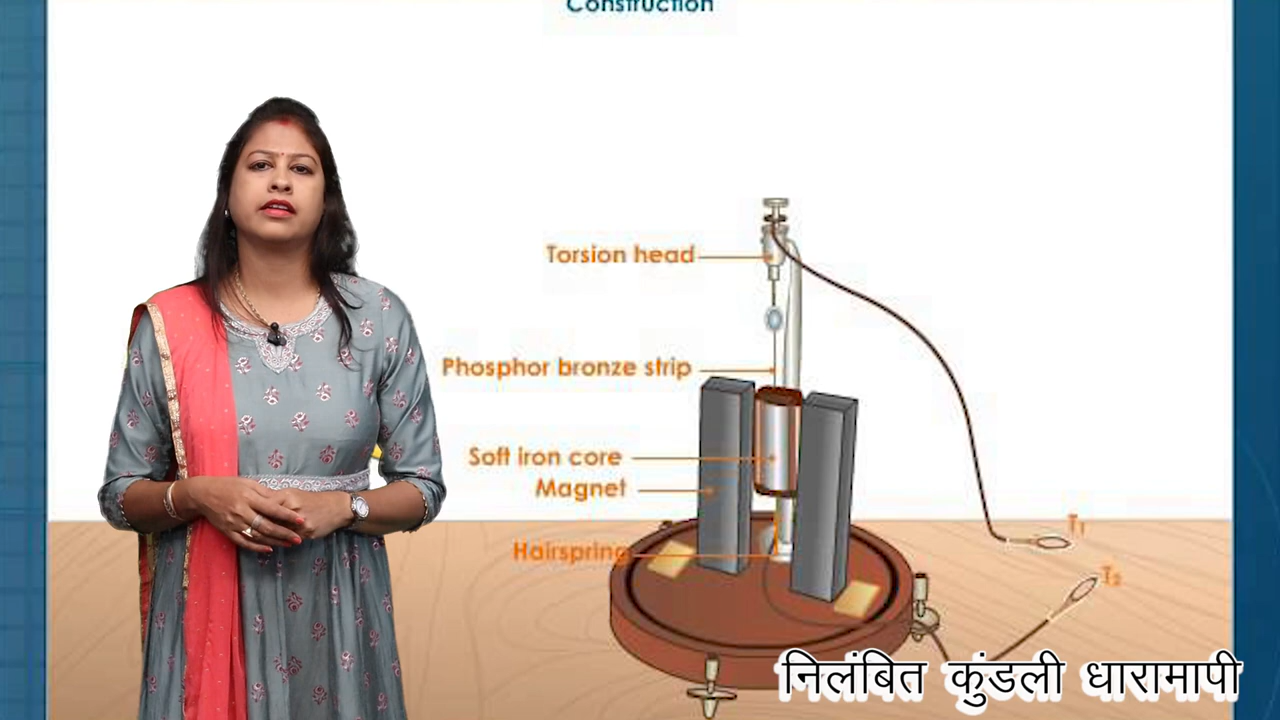 Construction
Torsion head
Phosphor bronze strip
Soft iron core
Magnet
Hairspring
T₁
T₂
निलंबित कुंडली धारामापी